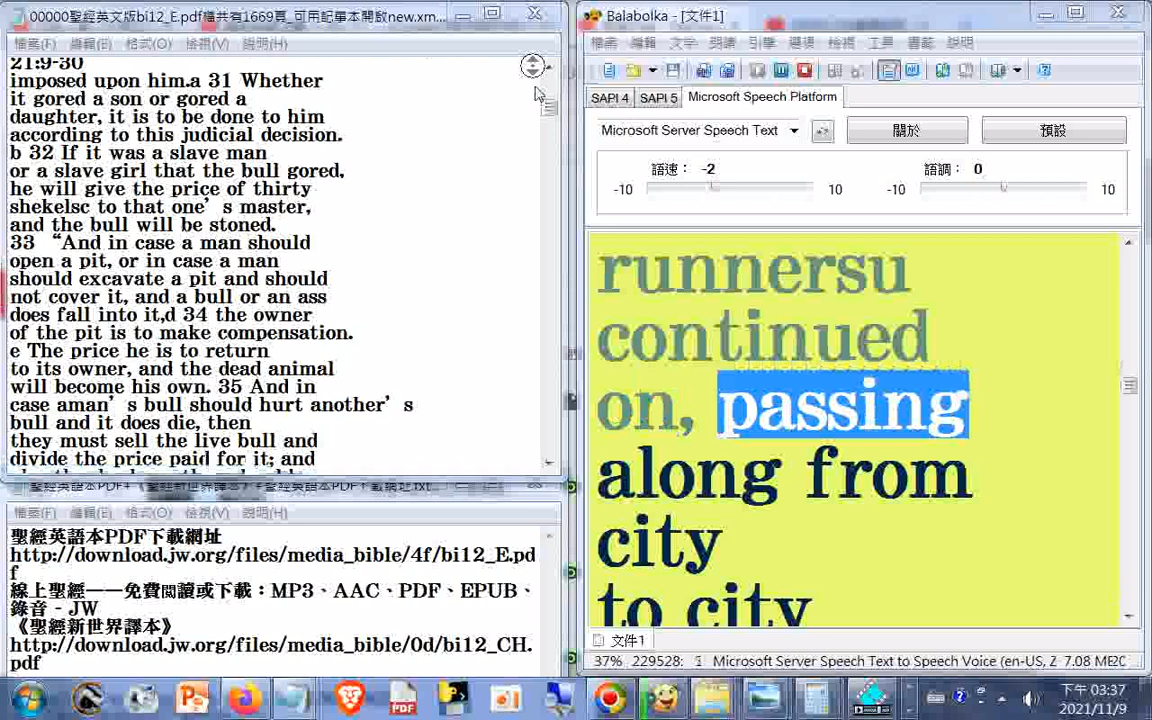 00000聖經英文版bi12_E.pdf檔共有1669頁_可用記事本開啟new.xm...
檔案(F) 編輯(E) 格式(O) 檢視(V) 說明(H)
21:9-30
imposed upon him.a 31 Whether
it gored a son or gored a
daughter, it is to be done to him
according to this judicial decision.
b 32 If it was a slave man
or a slave girl that the bull gored,
he will give the price of thirty
shekelsc to that one’s master,
and the bull will be stoned.
33 “And in case a man should
open a pit, or in case a man
should excavate a pit and should
not cover it, and a bull or an ass
does fall into it,d 34 the owner
of the pit is to make compensation.
e The price he is to return
to its owner, and the dead animal
will become his own. 35 And in
case aman’s bull should hurt another’s
bull and it does die, then
they must sell the live bull and
divide the price paid for it; and
檔案(F) 編輯(E) 格式(O) 檢視(V) 說明(H)
聖經英語本PDF下載網址
http://download.jw.org/files/media_bible/4f/bi12_E.pd
f
線上聖經——免費閱讀或下載：MP3、AAC、PDF、EPUB、
錄音 - JW
《聖經新世界譯本》
http://download.jw.org/files/media_bible/0d/bi12_CH.
pdf
Balabolka - [文件1]
檔案 編輯 文字 朗讀 引擎 選項 檢視 工具 書籤 說明
SAPI 4 SAPI 5 Microsoft Speech Platform
Microsoft Server Speech Text 關於 預設
語速： -2 語調： 0
-10 10 -10 10
runnersu
continued
on, passing
along from
city
to city
文件1
37% 229528: 1 Microsoft Server Speech Text to Speech Voice (en-US, Z 7.08 ME
下午 03:37
2021/11/9